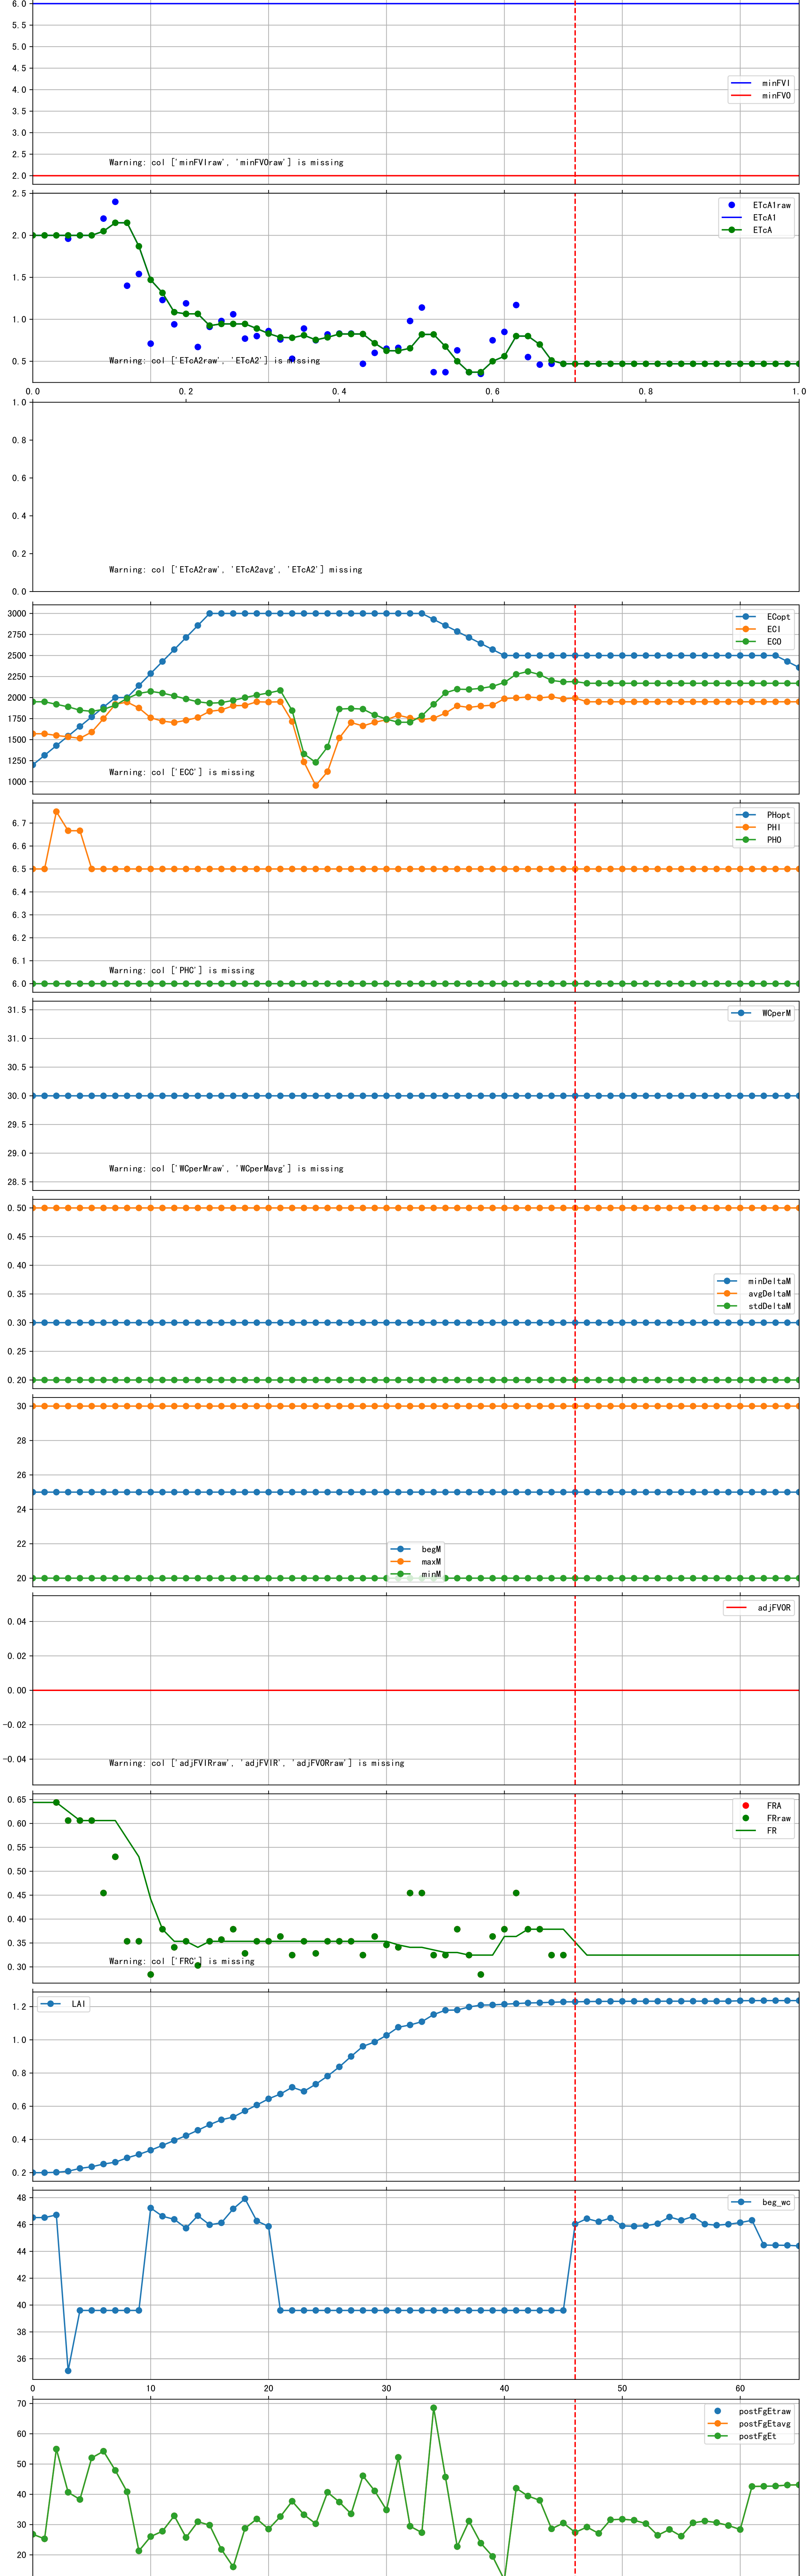 6.0
5.5
5.0
4.5
4.0
3.5
3.0
2.5
2.0
minFVI
minFVO
Warning: col ['minFVIraw', 'minFVOraw'] is missing
2.5
2.0
1.5
1.0
0.5
ETcA1raw
ETcA1
ETcA
Warning: col ['ETcA2raw', 'ETcA2'] is missing
0.0 0.2 0.4 0.6 0.8 1.0
1.0
0.8
0.6
0.4
0.2
0.0
Warning: col ['ETcA2raw', 'ETcA2avg', 'ETcA2'] missing
3000
2750
2500
2250
2000
1750
1500
1250
1000
ECopt
ECI
ECO
Warning: col ['ECC'] is missing
6.7
6.6
6.5
6.4
6.3
6.2
6.1
6.0
PHopt
PHI
PHO
Warning: col ['PHC'] is missing
31.5
31.0
30.5
30.0
29.5
29.0
28.5
WCperM
Warning: col ['WCperMraw', 'WCperMavg'] is missing
0.50
0.45
0.40
0.35
0.30
0.25
0.20
minDeltaM
avgDeltaM
stdDeltaM
30
28
26
24
22
20
begM
maxM
minM
0.04
0.02
0.00
−0.02
−0.04
adjFVOR
Warning: col ['adjFVIRraw', 'adjFVIR', 'adjFVORraw'] is missing
0.65
0.60
0.55
0.50
0.45
0.40
0.35
0.30
FRA
FRraw
FR
Warning: col ['FRC'] is missing
1.2
1.0
0.8
0.6
0.4
0.2
LAI
48
46
44
42
40
38
36
beg_wc
0 10 20 30 40 50 60
70
60
50
40
30
20
postFgEtraw
postFgEtavg
postFgEt